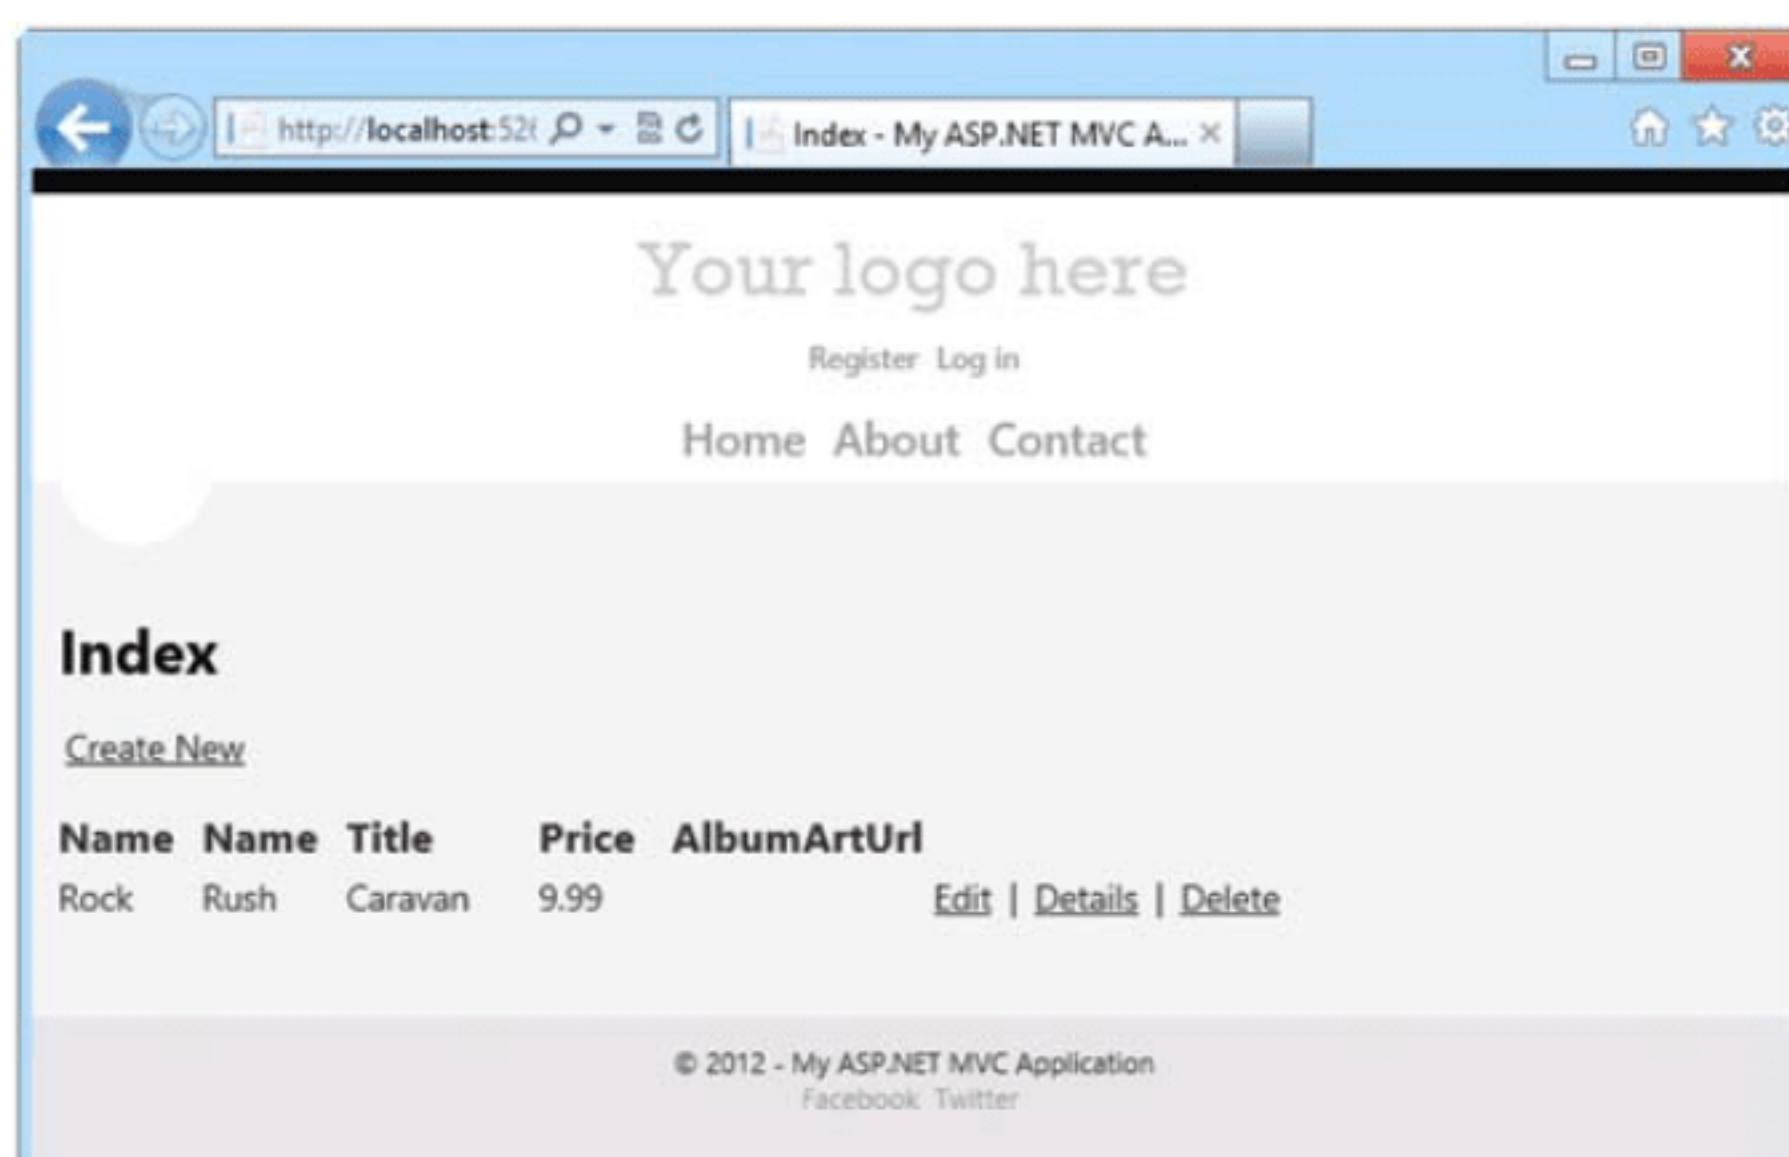 http://localhost:52 Index - My ASP.NET MVC A...
Your logo here
Register Log in
Home About Contact
Index
Create New
Name Name Title Price AlbumArtUrl
Rock Rush Caravan 9.99 Edit | Details | Delete
© 2012 - My ASP.NET MVC Application
Facebook Twitter